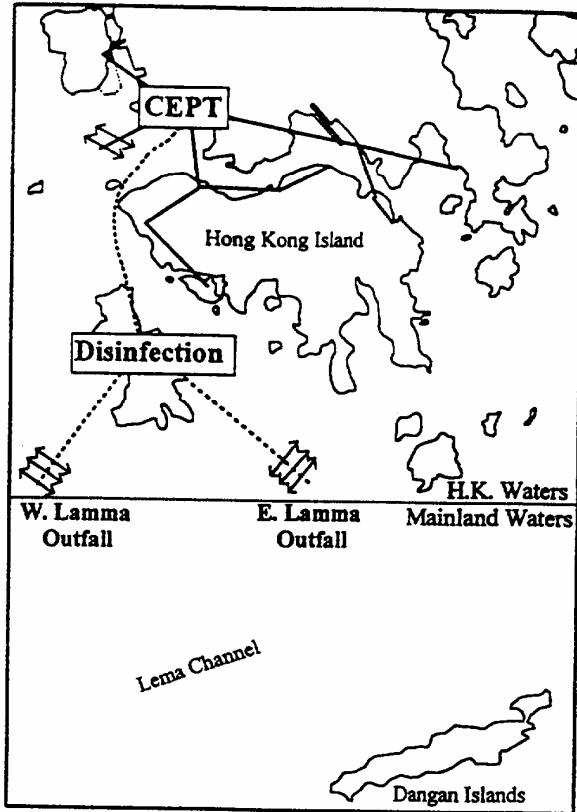 CEPT
Hong Kong Island
Disinfection
H.K. Waters
W. Lamma
Outfall
E. Lamma
Outfall
Mainland Waters
Lema Channel
Dangan Islands